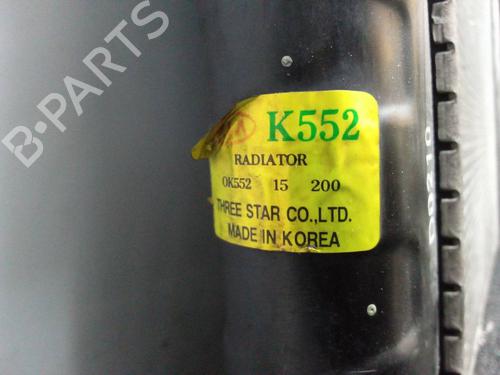 B-PARTS
K552
RADIATOR
0K552 15 200
THREE STAR CO.,LTD.
MADE IN KOREA